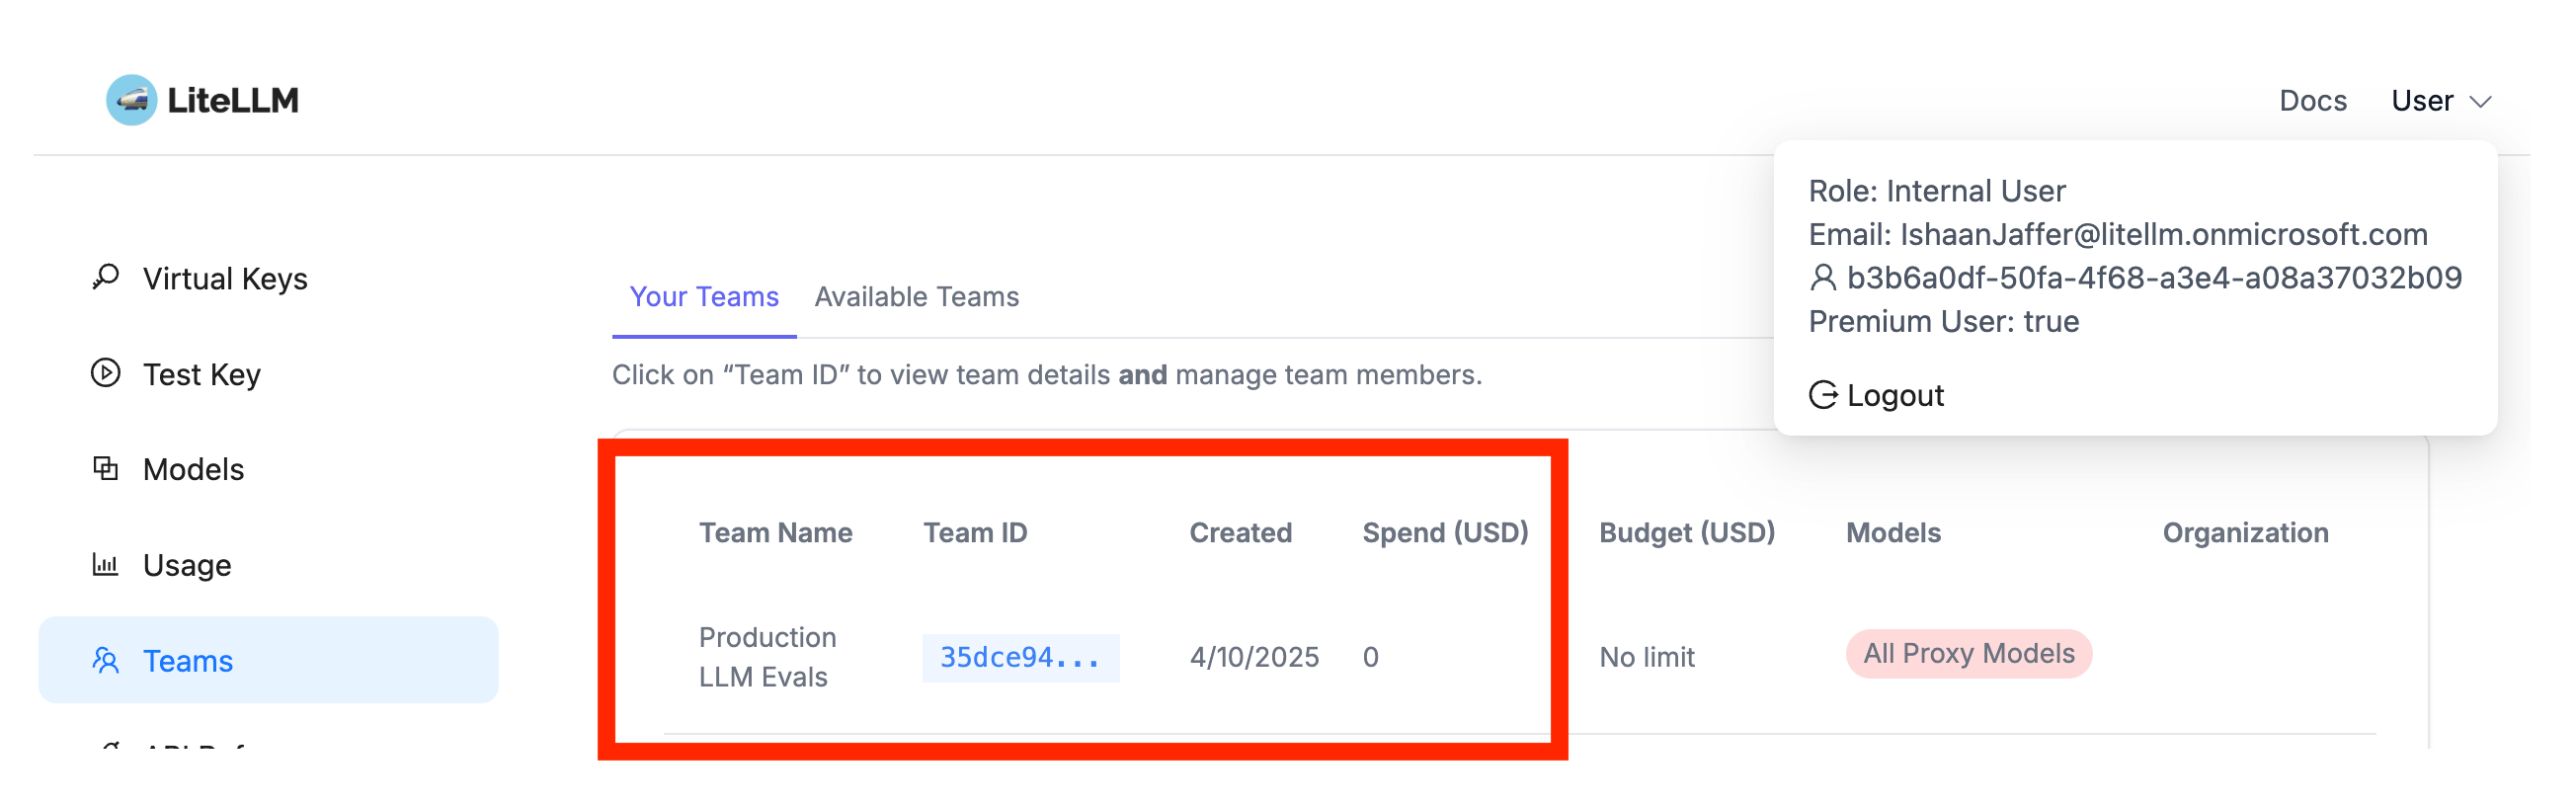 LiteLLM
Docs User
Role: Internal User
Email: IshaanJaffer@litellm.onmicrosoft.com
b3b6a0df-50fa-4f68-a3e4-a08a37032b09
Premium User: true
Logout
Virtual Keys
Test Key
Models
Usage
Teams
Your Teams Available Teams
Click on “Team ID” to view team details and manage team members.
Team Name Team ID Created Spend (USD) Budget (USD) Models Organization
Production
LLM Evals
35dce94... 4/10/2025 0 No limit All Proxy Models